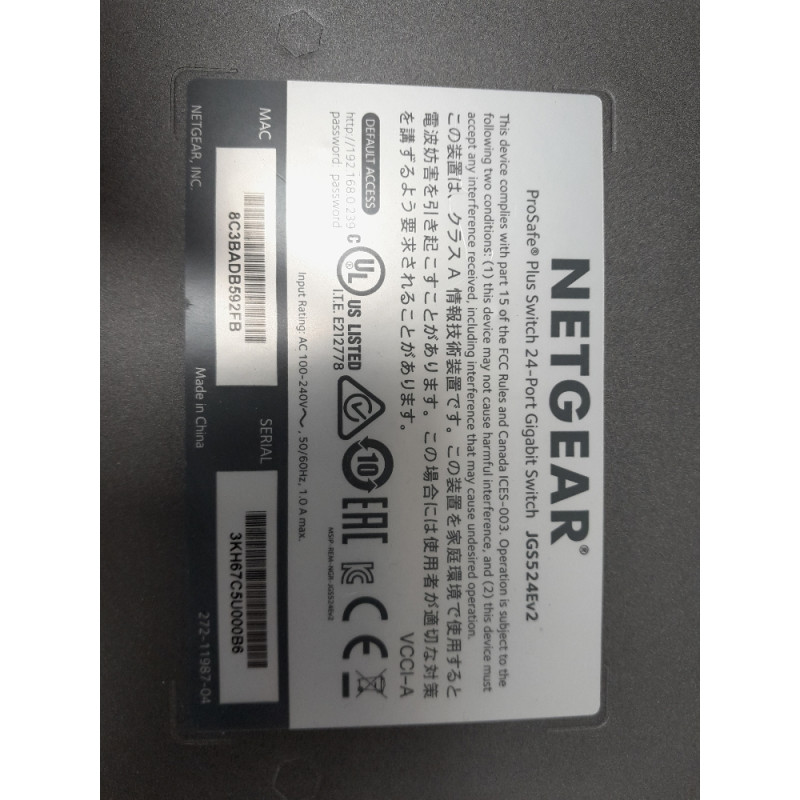 NETGEAR®
ProSafe® Plus Switch 24-Port Gigabit Switch JGS524Ev2
This device complies with part 15 of the FCC Rules and Canada ICES-003. Operation is subject to the
following two conditions: (1) this device may not cause harmful interference, and (2) this device must
accept any interference received, including interference that may cause undesired operation.
この装置は、クラス A 情報技術装置です。この装置を家庭環境で使用すると
電波妨害を引き起こすことがあります。この場合には使用者が適切な対策
を講ずるよう要求されることがあります。
VCCI-A
DEFAULT ACCESS
http://192.168.0.239
password: password
C UL US LISTED
I.T.E. E212778
10
EAC
CE
MSIP-REM-NGR-JGS524Ev2
Input Rating: AC 100-240V～, 50/60Hz, 1.0 A max.
MAC
8C3BADB592FB
SERIAL
3KH67C5U000B6
NETGEAR, INC.
Made in China
272-11987-04